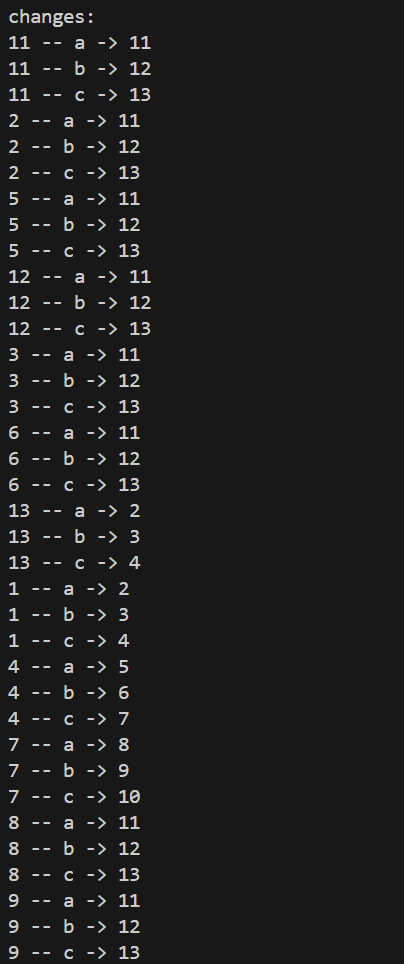 changes:
11 -- a -> 11
11 -- b -> 12
11 -- c -> 13
2 -- a -> 11
2 -- b -> 12
2 -- c -> 13
5 -- a -> 11
5 -- b -> 12
5 -- c -> 13
12 -- a -> 11
12 -- b -> 12
12 -- c -> 13
3 -- a -> 11
3 -- b -> 12
3 -- c -> 13
6 -- a -> 11
6 -- b -> 12
6 -- c -> 13
13 -- a -> 2
13 -- b -> 3
13 -- c -> 4
1 -- a -> 2
1 -- b -> 3
1 -- c -> 4
4 -- a -> 5
4 -- b -> 6
4 -- c -> 7
7 -- a -> 8
7 -- b -> 9
7 -- c -> 10
8 -- a -> 11
8 -- b -> 12
8 -- c -> 13
9 -- a -> 11
9 -- b -> 12
9 -- c -> 13